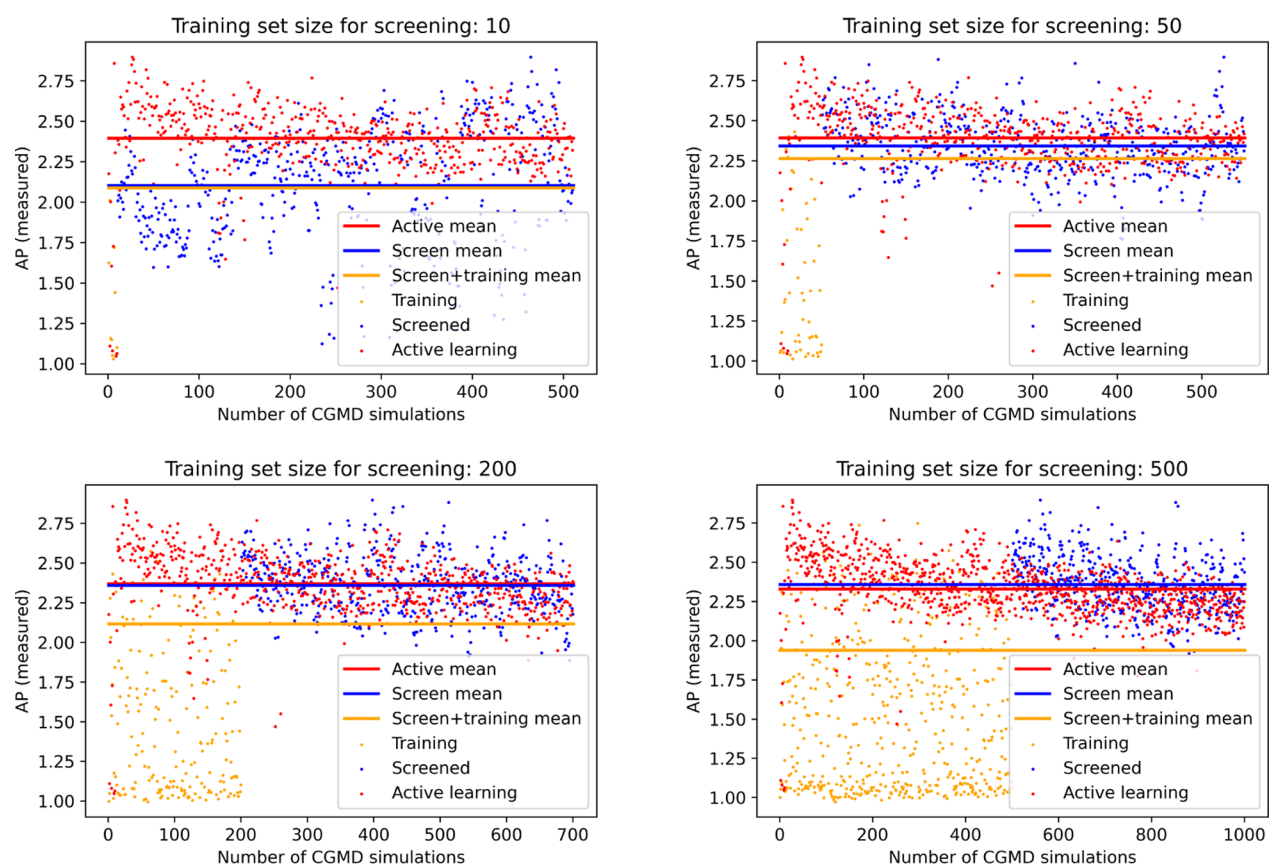 Training set size for screening: 10
AP (measured)
2.75
2.50
2.25
2.00
1.75
1.50
1.25
1.00
Active mean
Screen mean
Screen+training mean
Training
Screened
Active learning
0 100 200 300 400 500
Number of CGMD simulations
Training set size for screening: 50
AP (measured)
2.75
2.50
2.25
2.00
1.75
1.50
1.25
1.00
Active mean
Screen mean
Screen+training mean
Training
Screened
Active learning
0 100 200 300 400 500
Number of CGMD simulations
Training set size for screening: 200
AP (measured)
2.75
2.50
2.25
2.00
1.75
1.50
1.25
1.00
Active mean
Screen mean
Screen+training mean
Training
Screened
Active learning
0 100 200 300 400 500 600 700
Number of CGMD simulations
Training set size for screening: 500
AP (measured)
2.75
2.50
2.25
2.00
1.75
1.50
1.25
1.00
Active mean
Screen mean
Screen+training mean
Training
Screened
Active learning
0 200 400 600 800 1000
Number of CGMD simulations